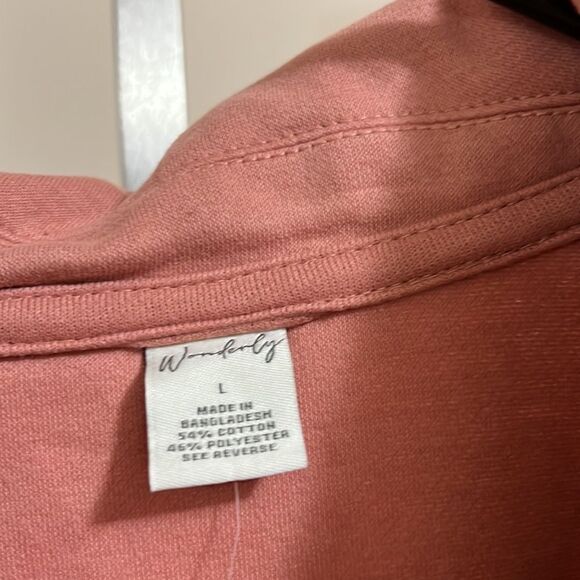 Wonderly
L
MADE IN
BANGLADESH
54% COTTON
46% POLYESTER
SEE REVERSE